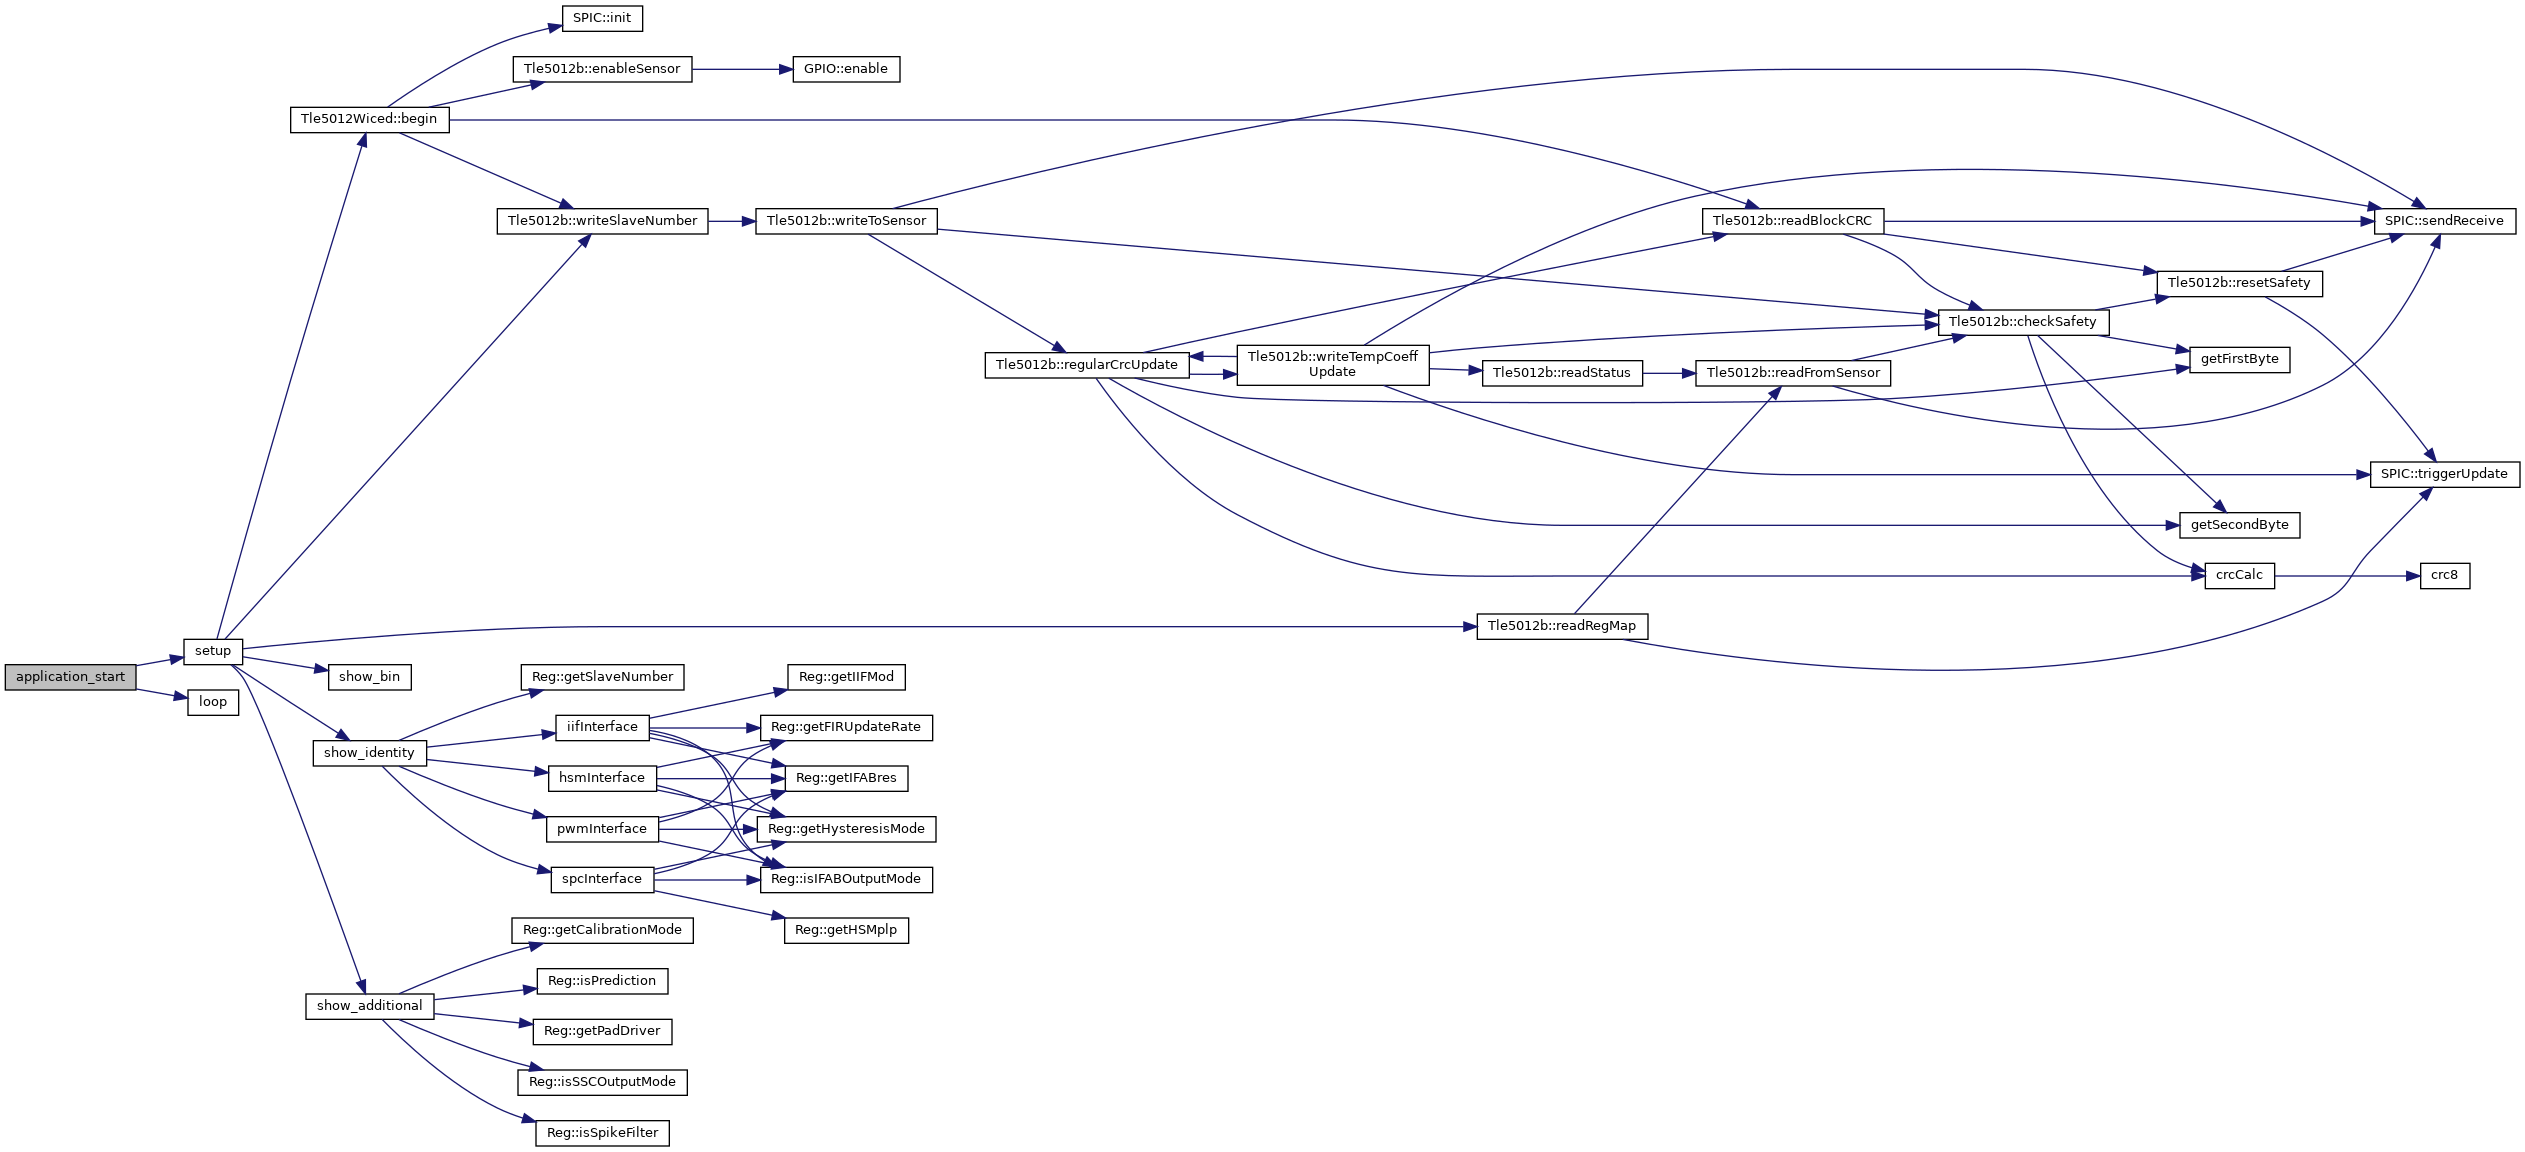 SPIC::init
Tle5012b::enableSensor
GPIO::enable
Tle5012Wiced::begin
Tle5012b::writeSlaveNumber
Tle5012b::writeToSensor
Tle5012b::readBlockCRC
SPIC::sendReceive
Tle5012b::resetSafety
Tle5012b::checkSafety
Tle5012b::regularCrcUpdate
Tle5012b::writeTempCoeff
Update
getFirstByte
Tle5012b::readStatus
Tle5012b::readFromSensor
SPIC::triggerUpdate
getSecondByte
crcCalc
crc8
Tle5012b::readRegMap
setup
application_start
show_bin
loop
Reg::getSlaveNumber
Reg::getIIFMod
iifInterface
Reg::getFIRUpdateRate
show_identity
hsmInterface
Reg::getIFABres
pwmInterface
Reg::getHysteresisMode
spcInterface
Reg::isIFABOutputMode
Reg::getCalibrationMode
Reg::getHSMplp
Reg::isPrediction
show_additional
Reg::getPadDriver
Reg::isSSCOutputMode
Reg::isSpikeFilter